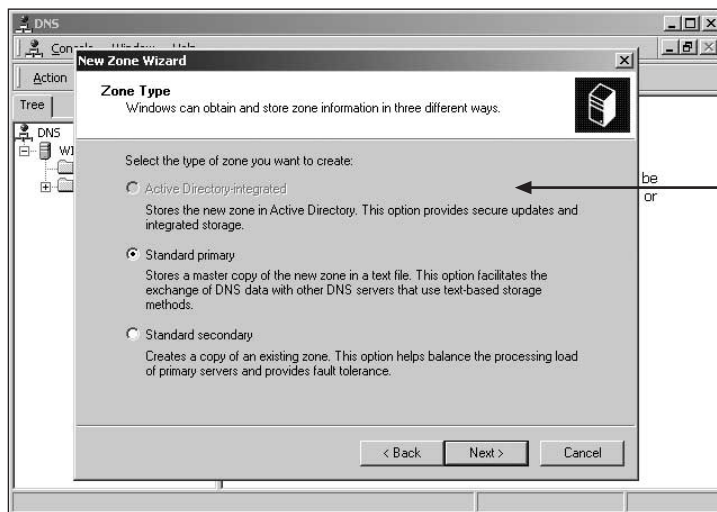 DNS
Action
Tree
DNS
New Zone Wizard
Zone Type
Windows can obtain and store zone information in three different ways.
Select the type of zone you want to create:
Active Directory-integrated
Stores the new zone in Active Directory. This option provides secure updates and
integrated storage.
Standard primary
Stores a master copy of the new zone in a text file. This option facilitates the
exchange of DNS data with other DNS servers that use text-based storage
methods.
Standard secondary
Creates a copy of an existing zone. This option helps balance the processing load
of primary servers and provides fault tolerance.
< Back
Next >
Cancel
be
or